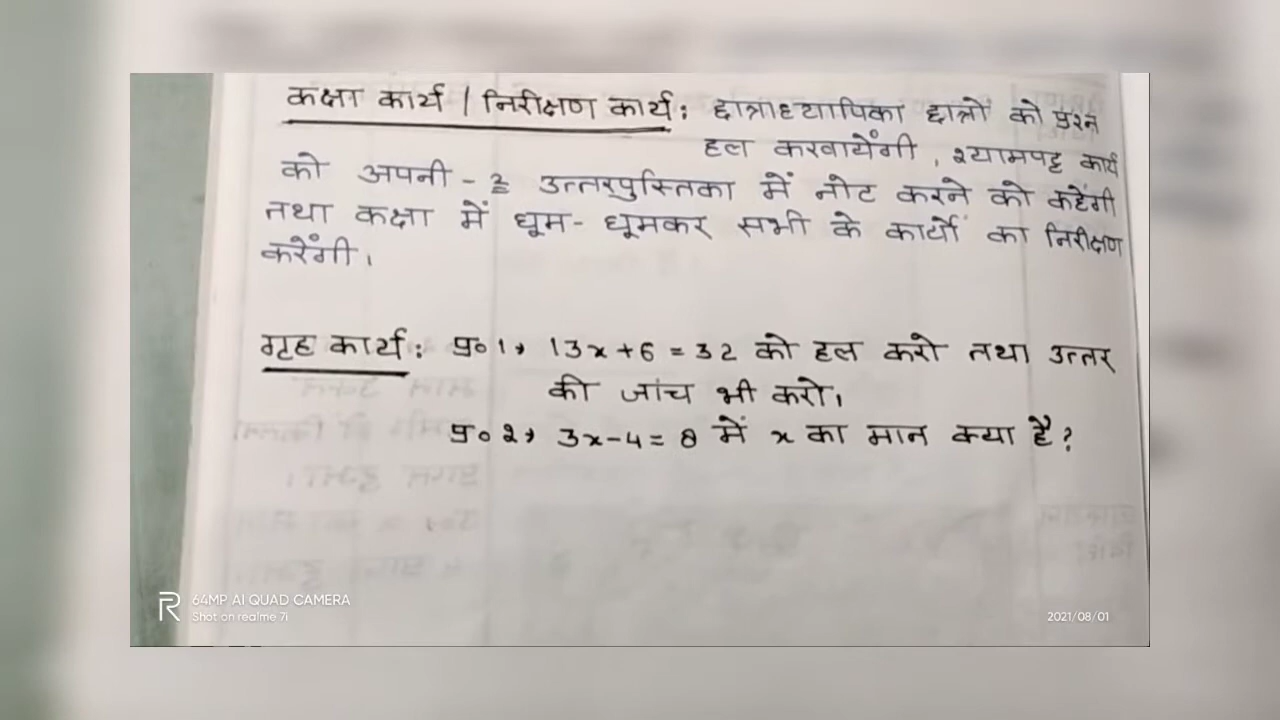 कक्षा कार्य / निरीक्षण कार्य: छात्राध्यापिका छात्रों को प्रश्न
हल करवायेंगी, श्यामपट्ट कार्य
को अपनी - २ उत्तरपुस्तिका में नोट करने को कहेंगी
तथा कक्षा में घूम-घूमकर सभी के कार्यों का निरीक्षण
करेंगी।
गृह कार्य: प्र० 1, 13x+6=32 को हल करो तथा उत्तर
की जांच भी करो।
प्र० 2, 3x-4=8 में x का मान क्या है?
64MP AI QUAD CAMERA
Shot on realme 7i
2021/08/01